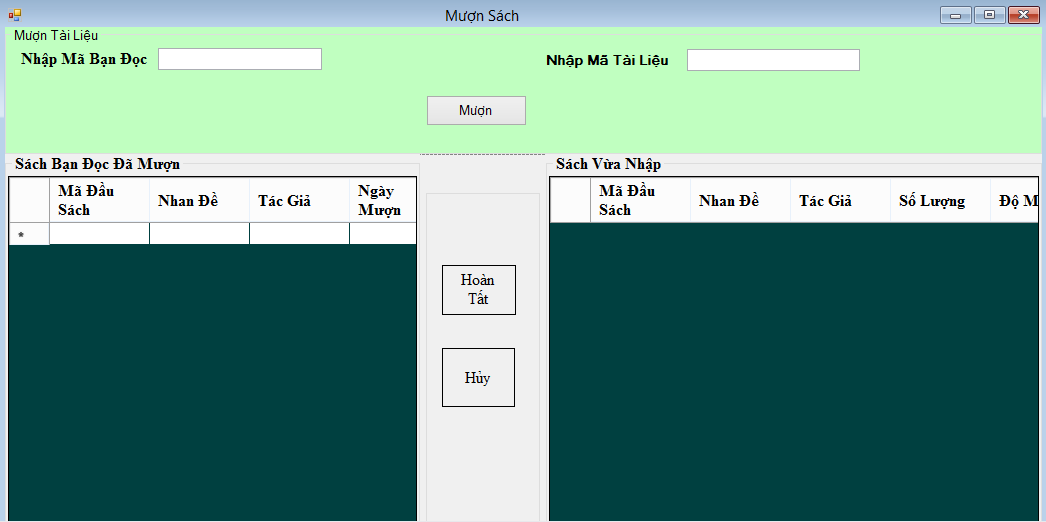 Mượn Sách
Mượn Tài Liệu
Nhập Mã Bạn Đọc
Nhập Mã Tài Liệu
Mượn
Sách Bạn Đọc Đã Mượn
Mã Đầu
Sách
Nhan Đề
Tác Giả
Ngày
Mượn
*
Hoàn
Tất
Hủy
Sách Vừa Nhập
Mã Đầu
Sách
Nhan Đề
Tác Giả
Số Lượng
Độ M